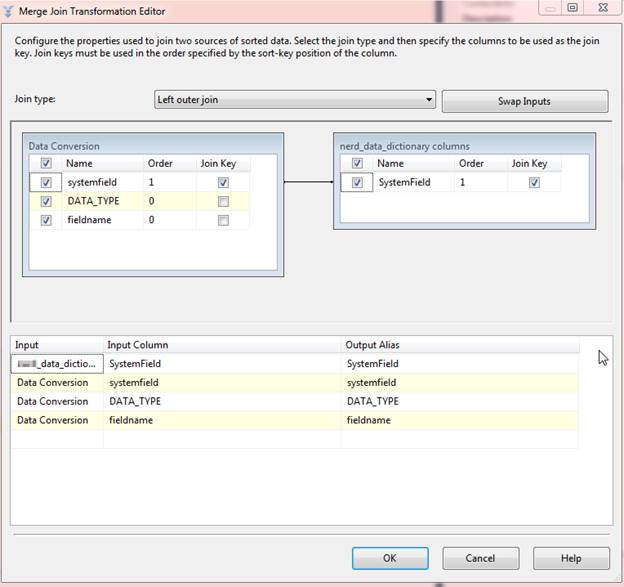 Merge Join Transformation Editor
Configure the properties used to join two sources of sorted data. Select the join type and then specify the columns to be used as the join
key. Join keys must be used in the order specified by the sort-key position of the column.
Join type: Left outer join Swap Inputs
Data Conversion
Name Order Join Key
systemfield 1
DATA_TYPE 0
fieldname 0
nerd_data_dictionary columns
Name Order Join Key
SystemField 1
Input Input Column Output Alias
_data_dictio... SystemField SystemField
Data Conversion systemfield systemfield
Data Conversion DATA_TYPE DATA_TYPE
Data Conversion fieldname fieldname
OK Cancel Help